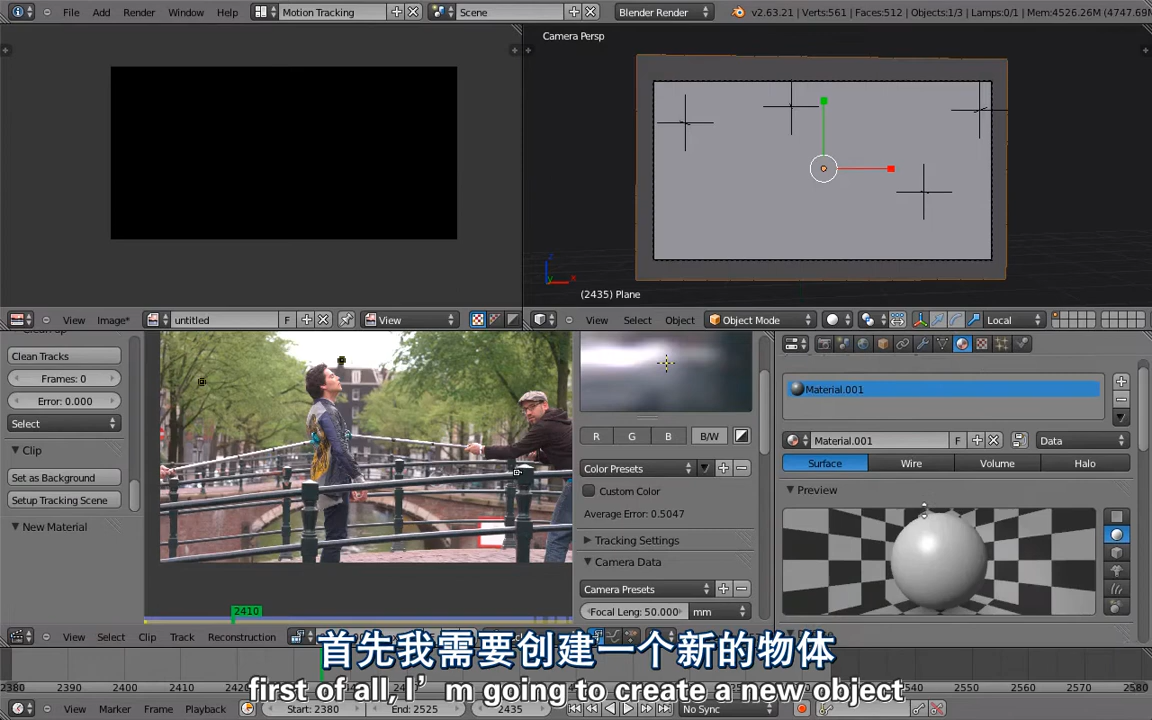 File Add Render Window Help Motion Tracking Scene Blender Render v2.63.21 | Verts:561 | Faces:512 | Objects:1/3 | Lamps:0/1 | Mem:4526.26M (4747.69M
Camera Persp
(2435) Plane
View Image* untitled F View
View Select Object Object Mode Local
Clean Tracks
Frames: 0
Error: 0.000
Select
Clip
Set as Background
Setup Tracking Scene
New Material
R G B B/W
Color Presets
Custom Color
Average Error: 0.5047
Tracking Settings
Camera Data
Camera Presets
Focal Len: 50.000 mm
Material.001
Material.001 F Data
Surface Wire Volume Halo
Preview
2410
View Select Clip Track Reconstruction
首先我需要创建一个新的物体
first of all,I'm going to create a new object
2380 2390 2400 2410 2420 2540 2550 2560 2570 2580
View Marker Frame Playback Start: 2380 End: 2525 2435 No Sync